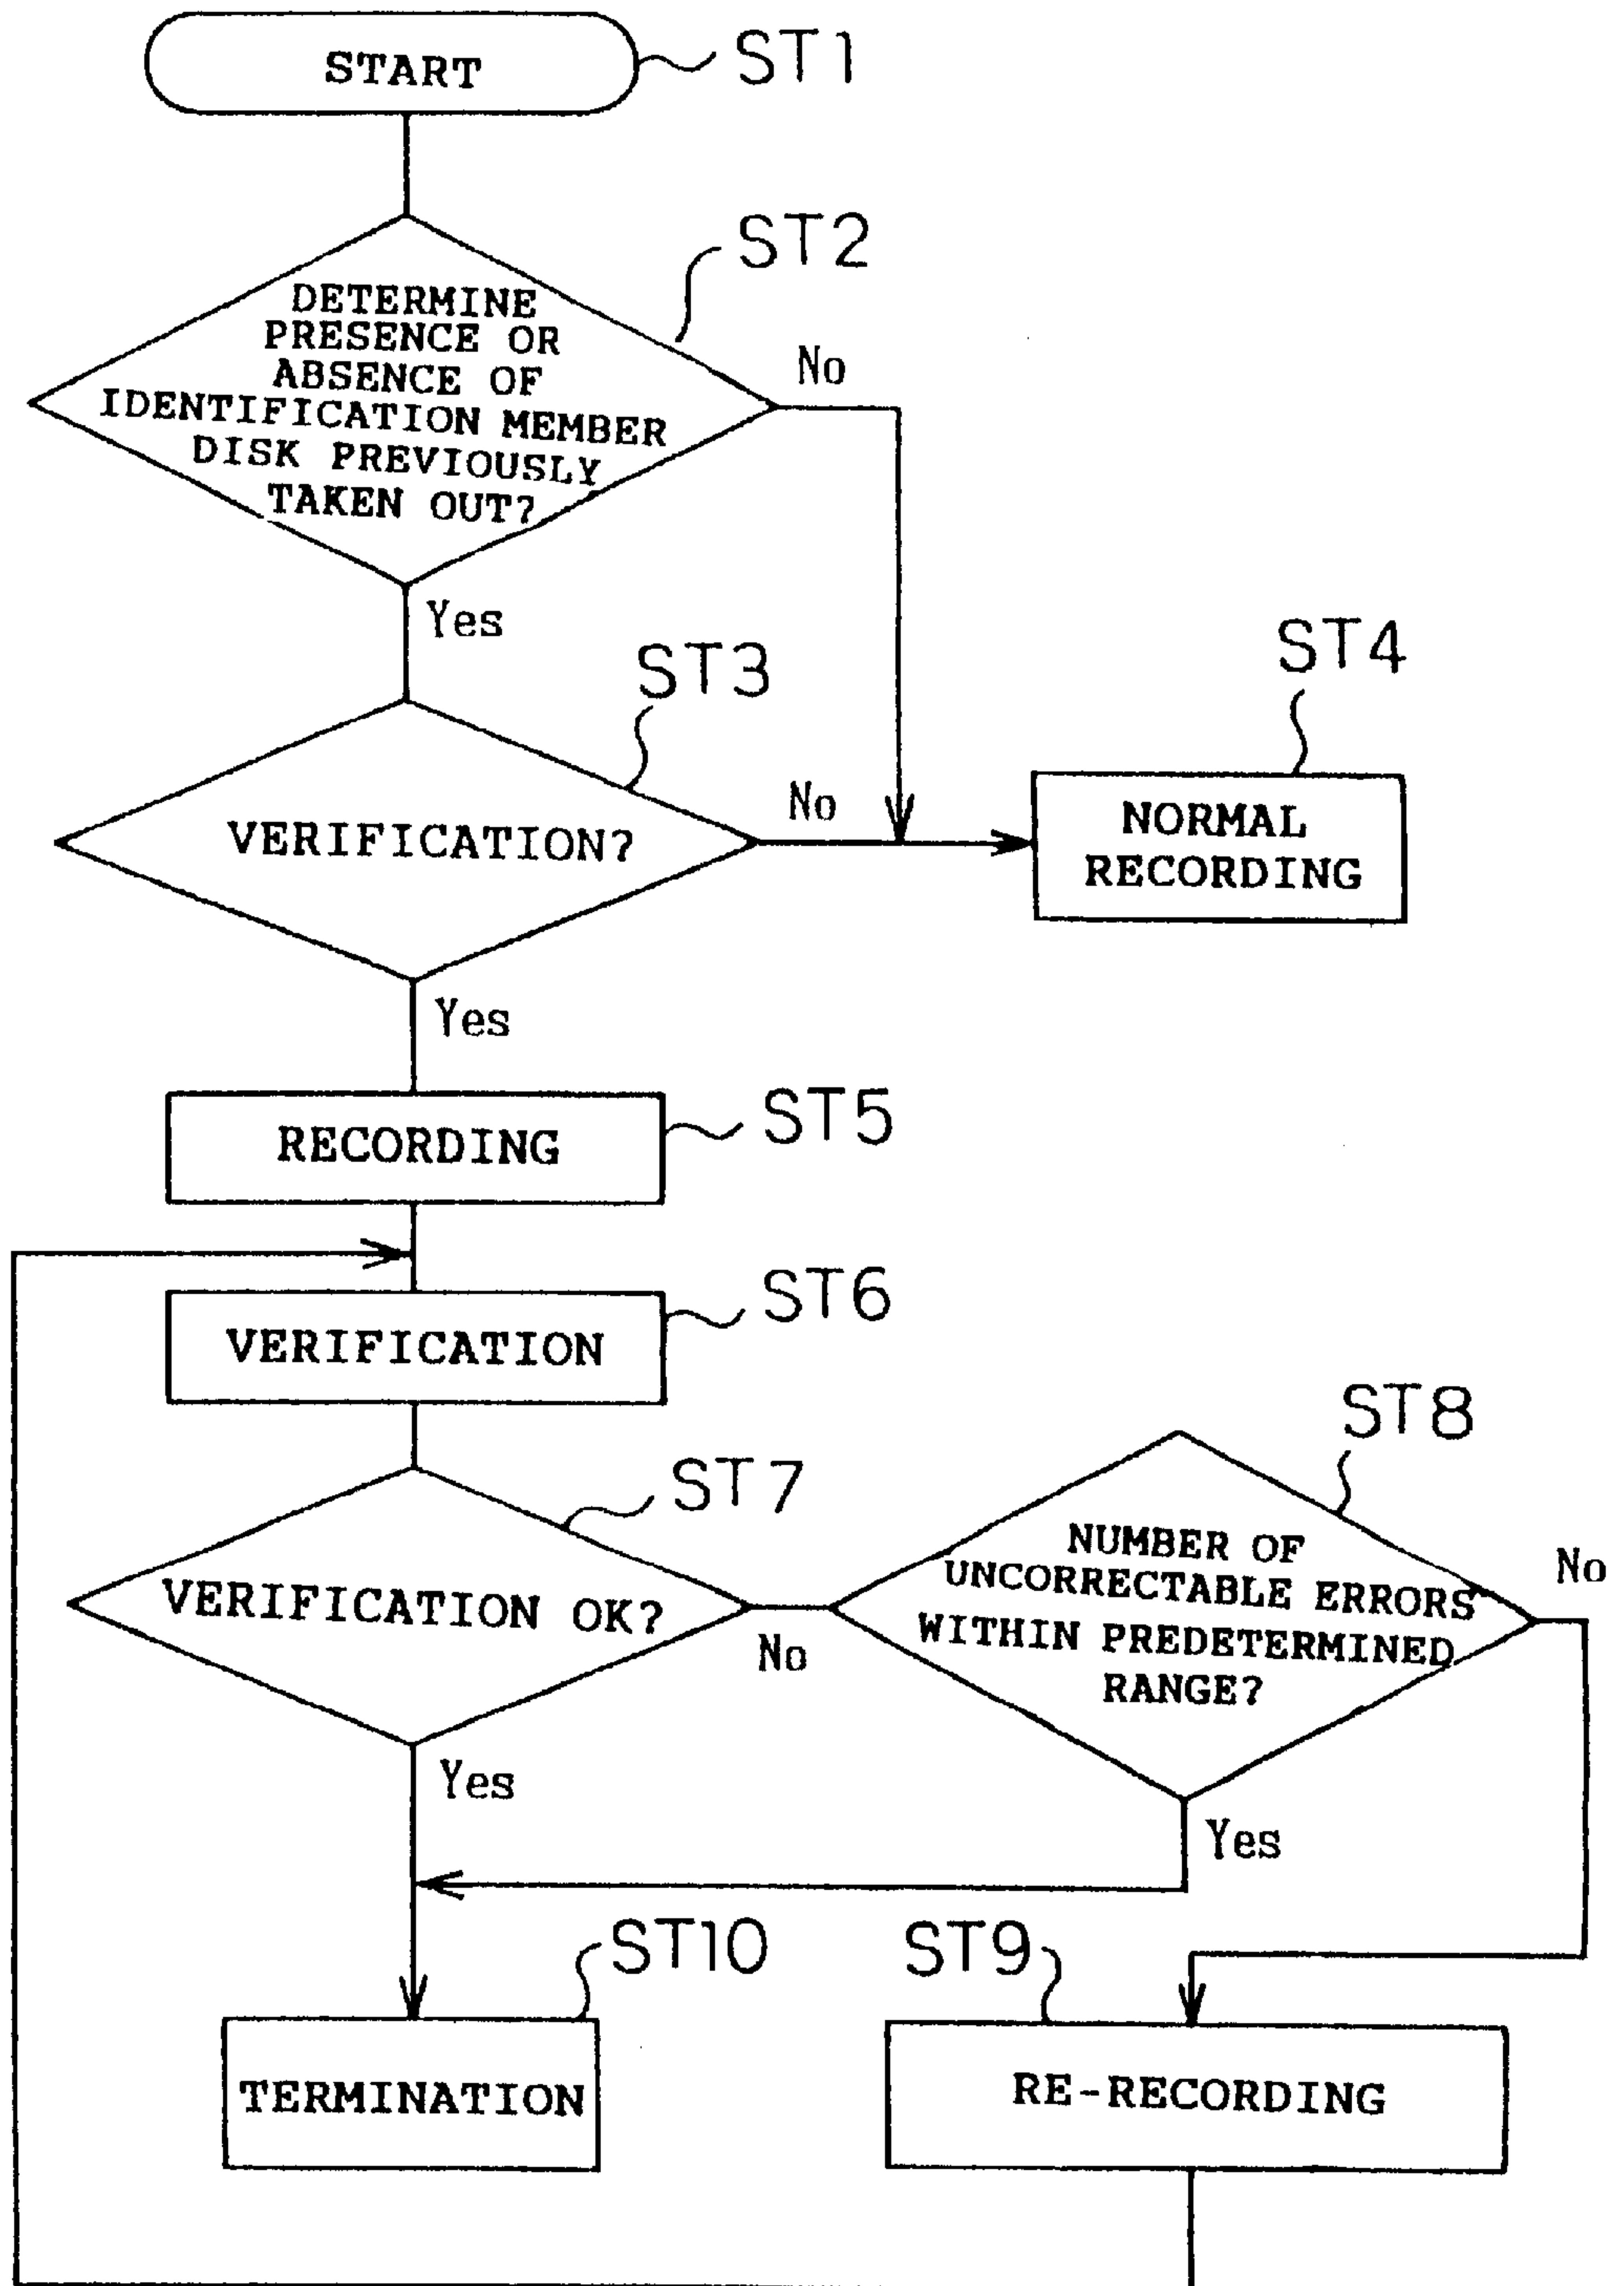 START
ST1
ST2
DETERMINE
PRESENCE OR
ABSENCE OF
IDENTIFICATION MEMBER
DISK PREVIOUSLY
TAKEN OUT?
No
Yes
ST3
VERIFICATION?
No
ST4
NORMAL
RECORDING
Yes
RECORDING
ST5
VERIFICATION
ST6
ST7
VERIFICATION OK?
No
ST8
NUMBER OF
UNCORRECTABLE ERRORS
WITHIN PREDETERMINED
RANGE?
No
Yes
Yes
ST10
TERMINATION
ST9
RE-RECORDING